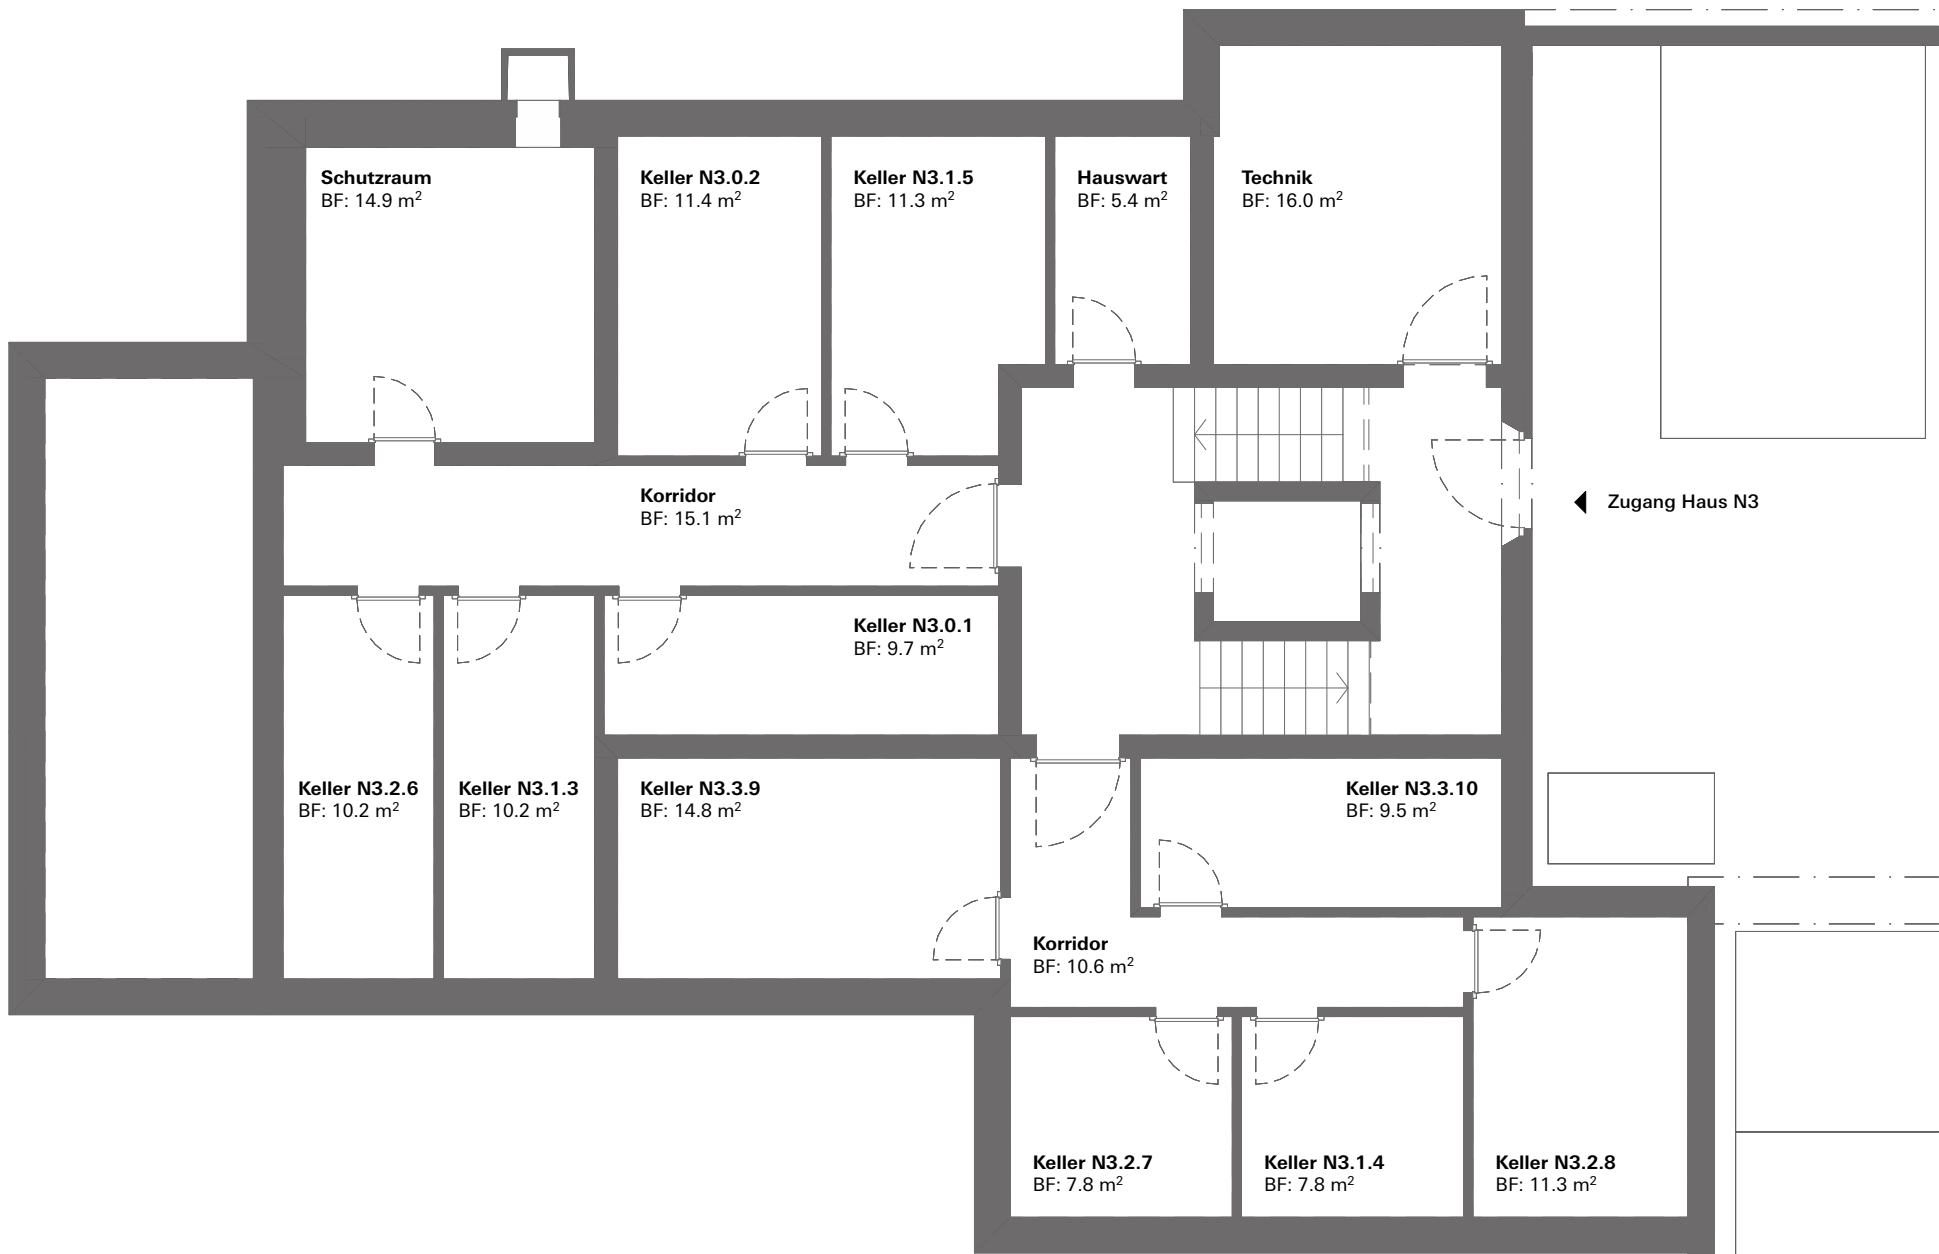 Schutzraum
BF: 14.9 m²
Keller N3.0.2
BF: 11.4 m²
Keller N3.1.5
BF: 11.3 m²
Hauswart
BF: 5.4 m²
Technik
BF: 16.0 m²
Korridor
BF: 15.1 m²
Zugang Haus N3
Keller N3.0.1
BF: 9.7 m²
Keller N3.2.6
BF: 10.2 m²
Keller N3.1.3
BF: 10.2 m²
Keller N3.3.9
BF: 14.8 m²
Keller N3.3.10
BF: 9.5 m²
Korridor
BF: 10.6 m²
Keller N3.2.7
BF: 7.8 m²
Keller N3.1.4
BF: 7.8 m²
Keller N3.2.8
BF: 11.3 m²